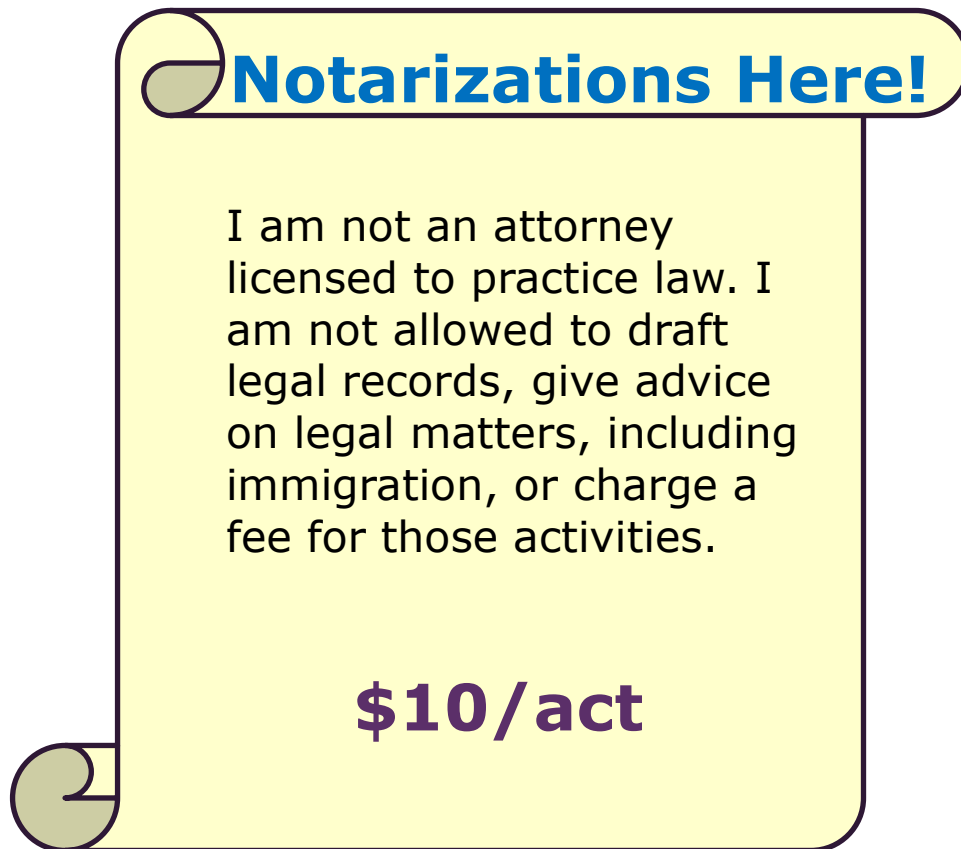 Notarizations Here!
I am not an attorney
licensed to practice law. I
am not allowed to draft
legal records, give advice
on legal matters, including
immigration, or charge a
fee for those activities.
$10/act